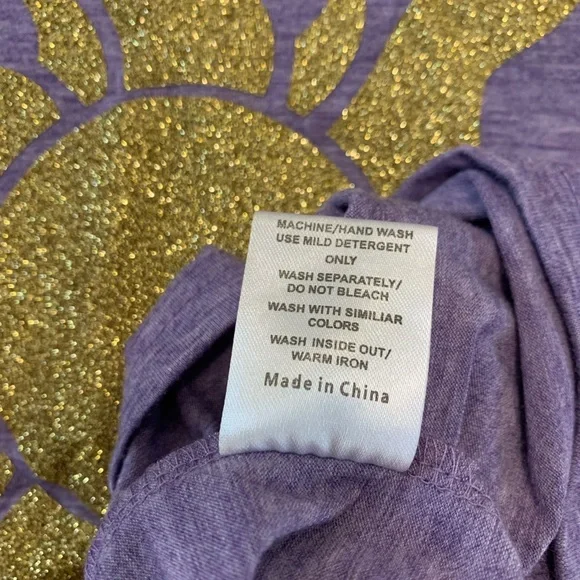 MACHINE/HAND WASH
USE MILD DETERGENT
ONLY
WASH SEPARATELY/
DO NOT BLEACH
WASH WITH SIMILIAR
COLORS
WASH INSIDE OUT/
WARM IRON
Made in China